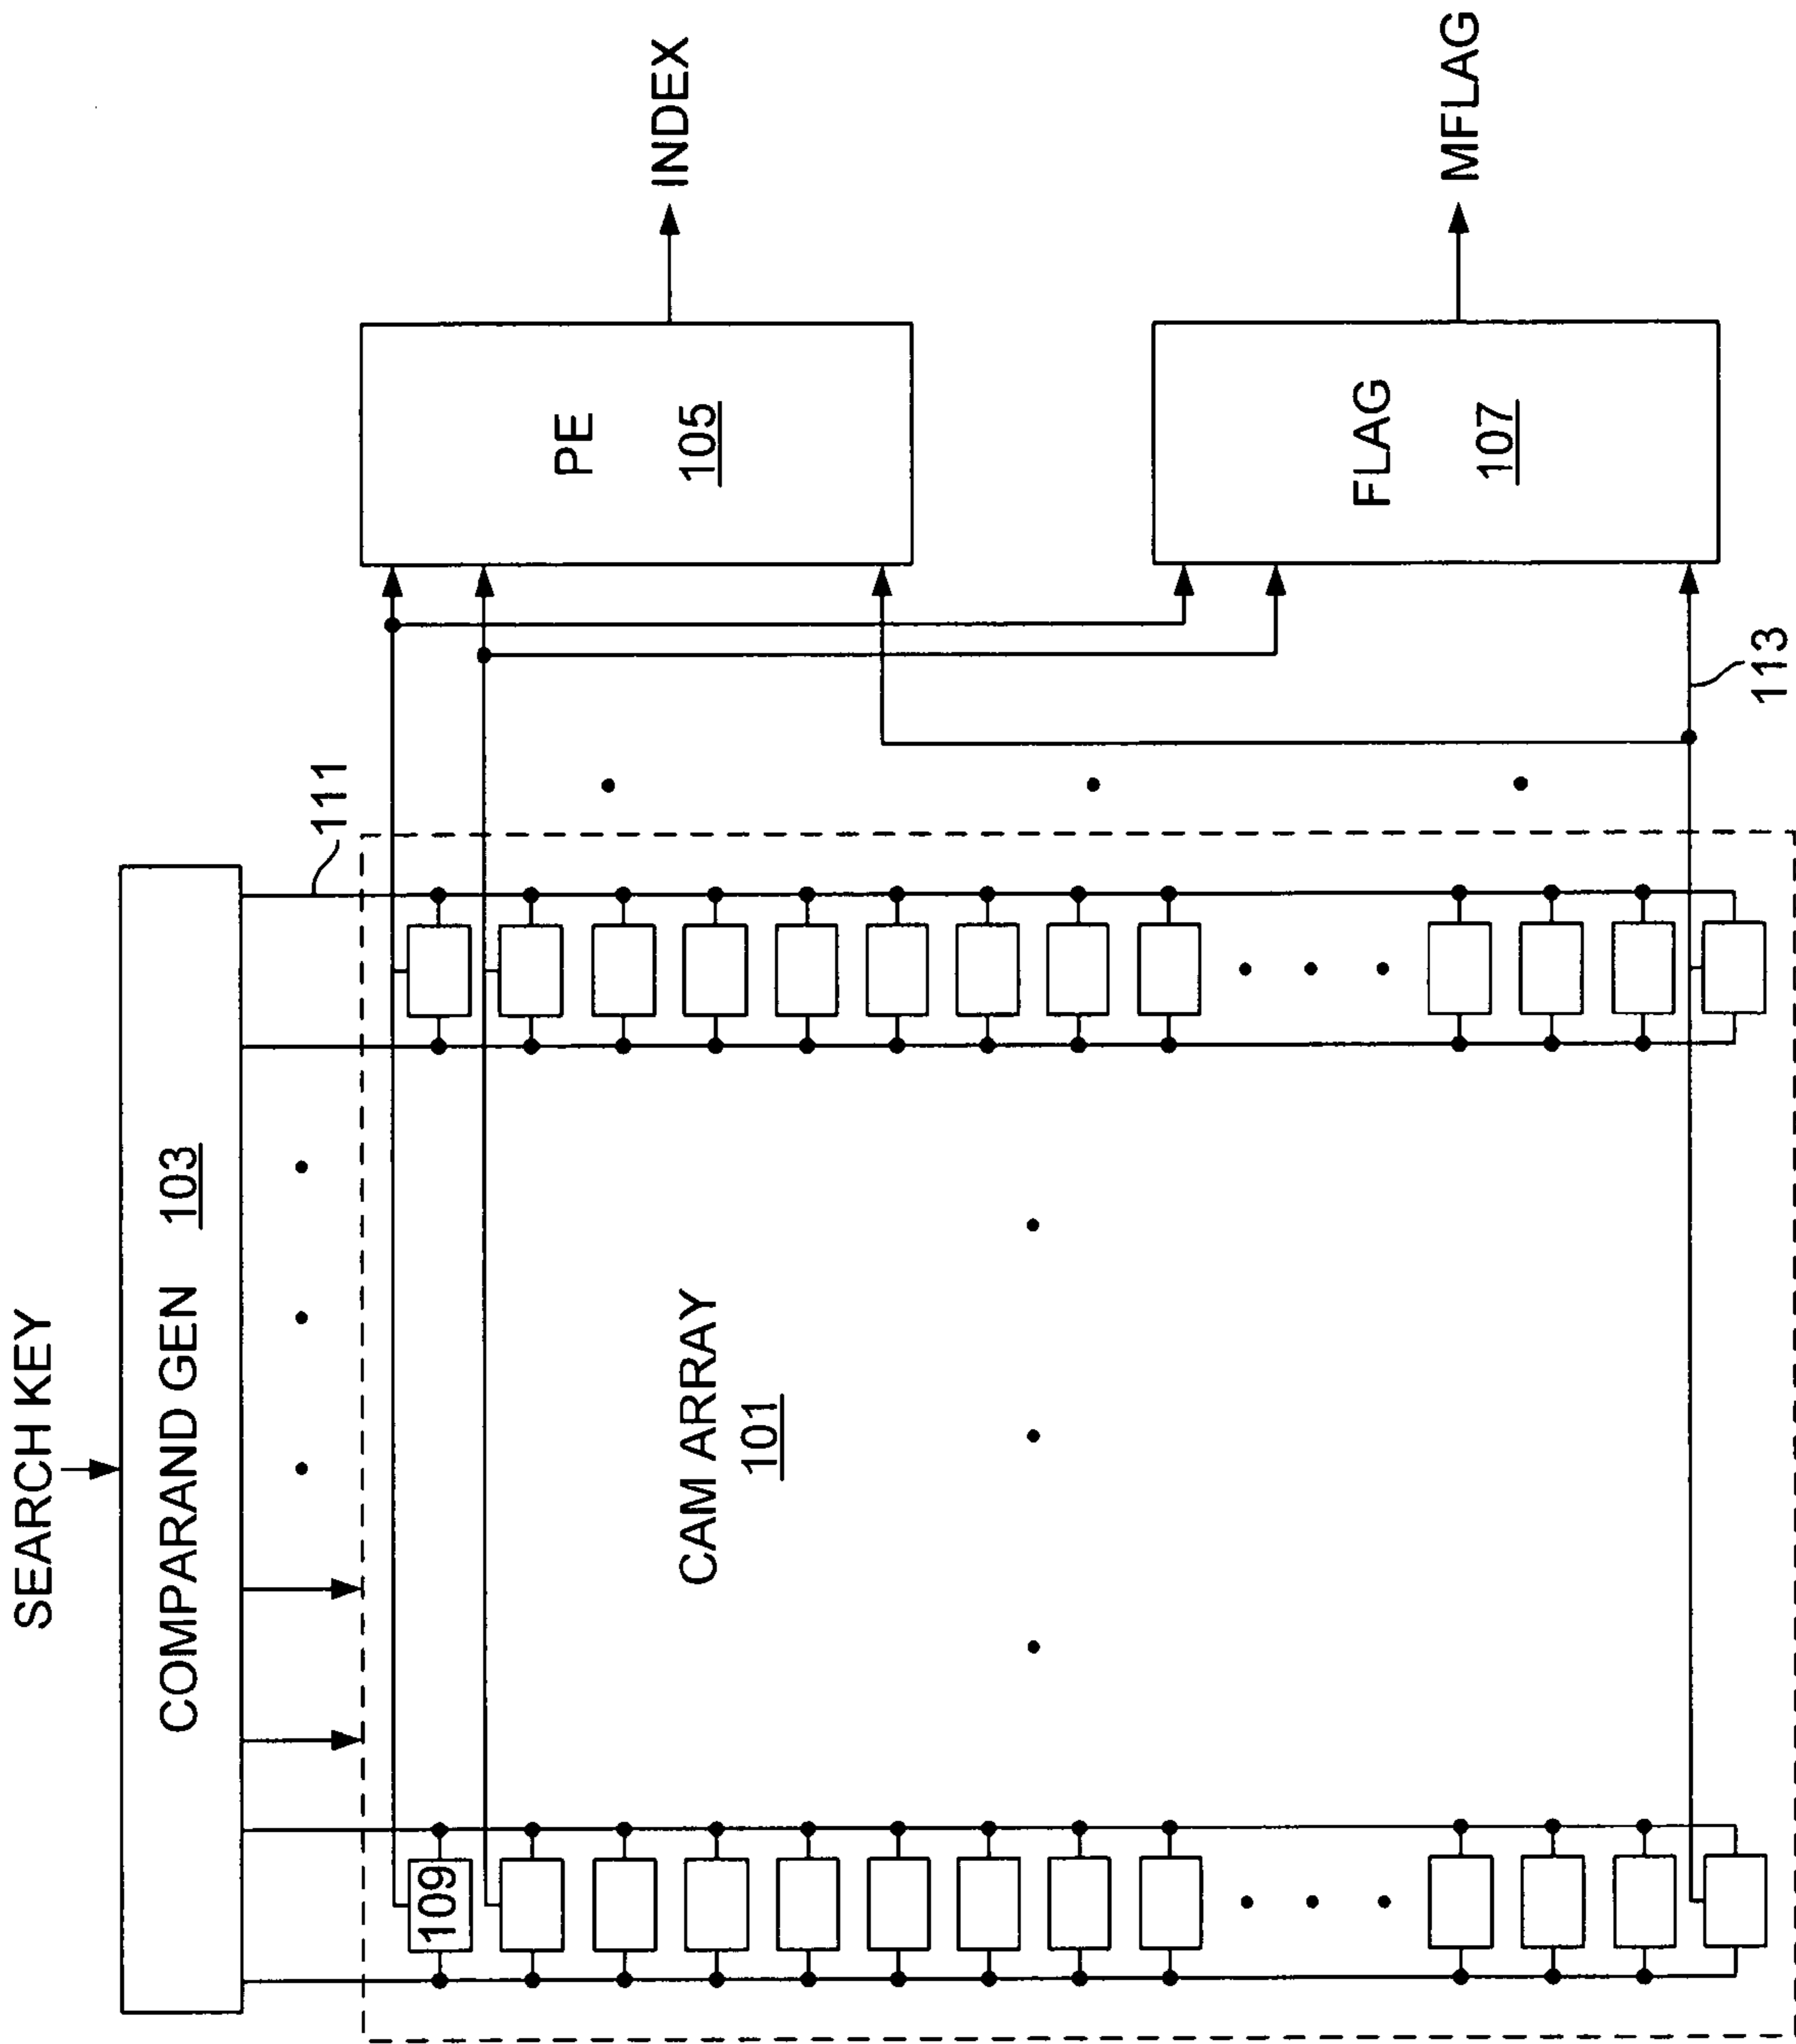 SEARCH KEY
COMPARAND GEN 103
111
109
CAM ARRAY
101
PE
105
INDEX
FLAG
107
MFLAG
113